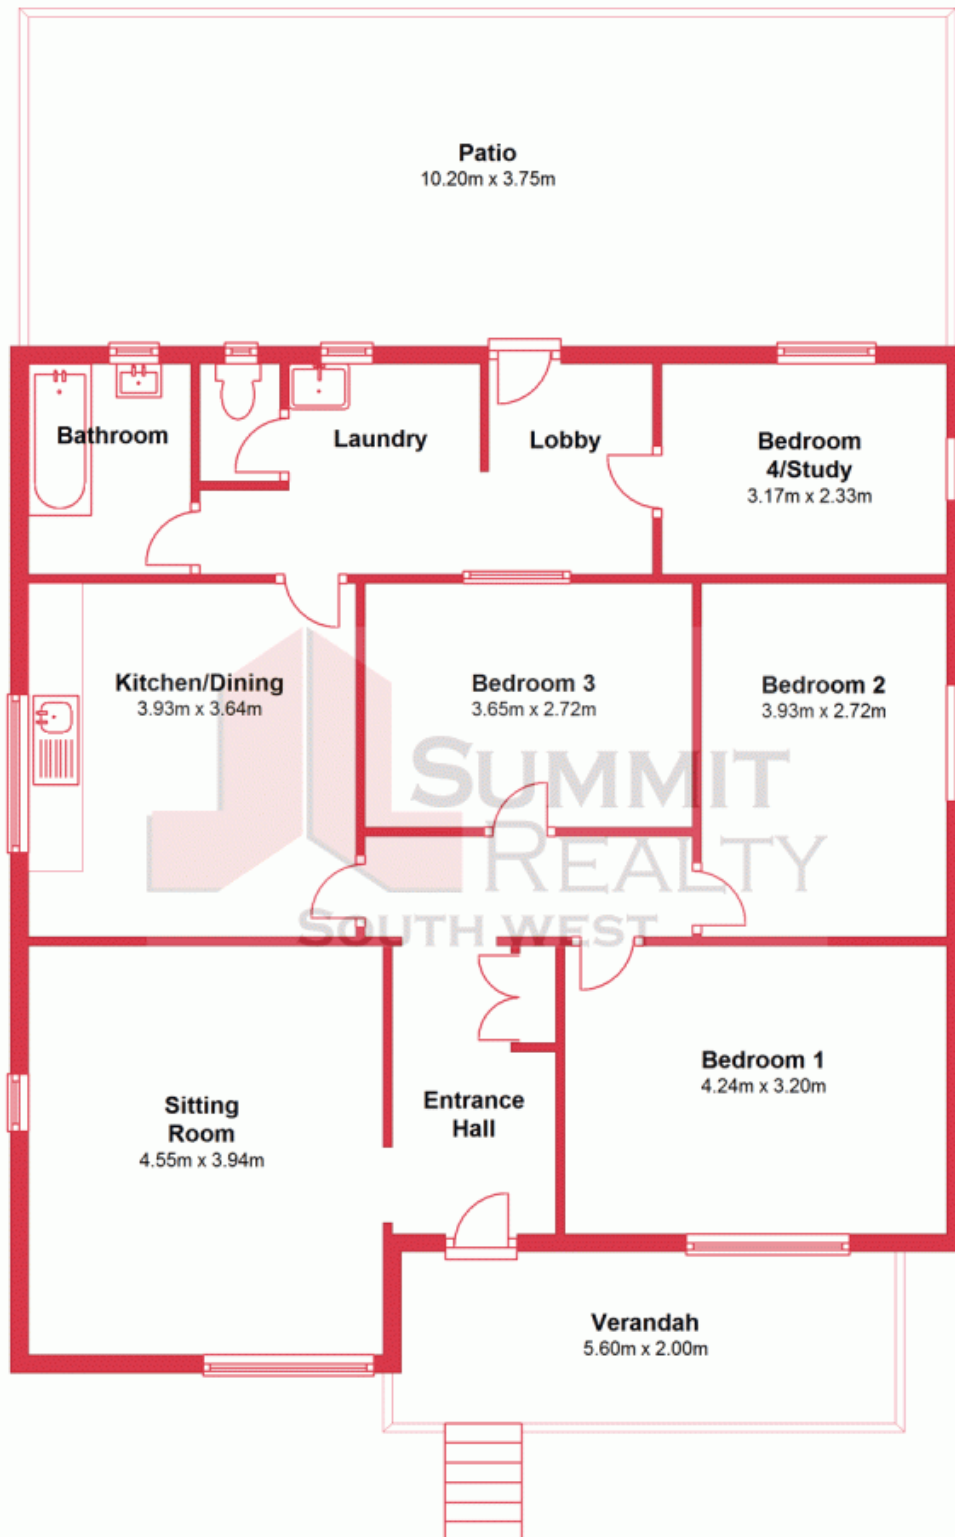 Patio
10.20m x 3.75m
Bathroom
Laundry
Lobby
Bedroom
4/Study
3.17m x 2.33m
Kitchen/Dining
3.93m x 3.64m
Bedroom 3
3.65m x 2.72m
Bedroom 2
3.93m x 2.72m
SUMMIT
REALTY
SOUTH WEST
Bedroom 1
4.24m x 3.20m
Entrance
Hall
Sitting
Room
4.55m x 3.94m
Verandah
5.60m x 2.00m